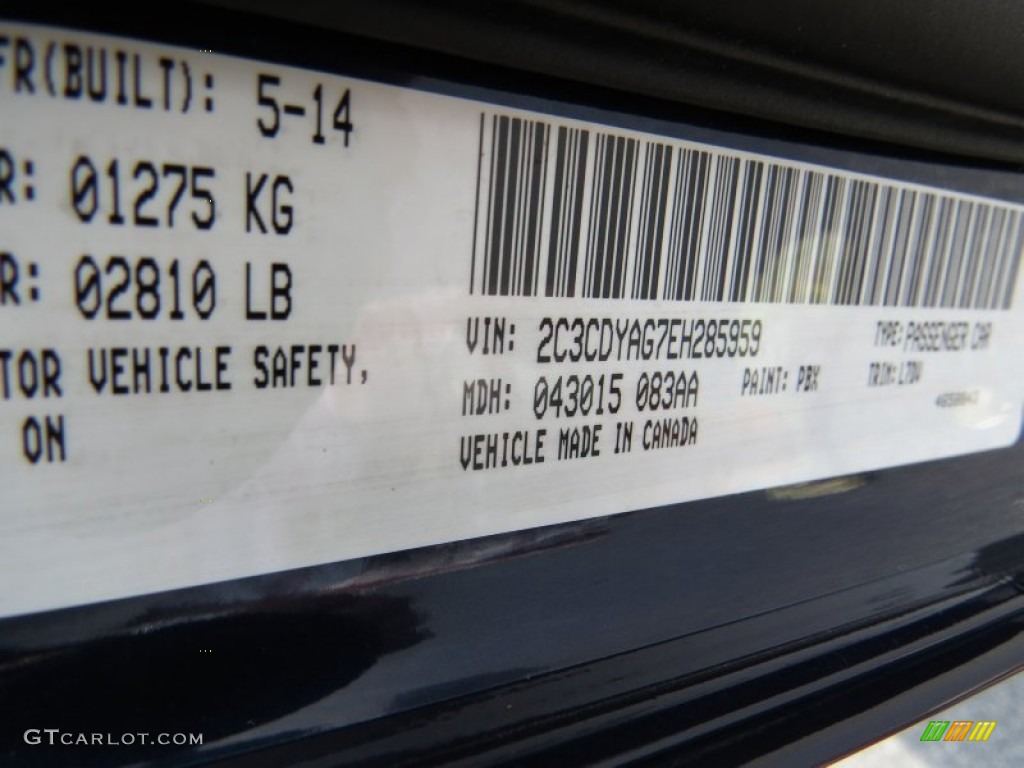 FR(BUILT): 5-14
R: 01275 KG
R: 02810 LB
TOR VEHICLE SAFETY,
ON
VIN: 2C3CDYAG7EH285959
TYPE: PASSENGER CAR
MDH: 043015 083AA
PAINT: PBX
TRIM: L7DV
VEHICLE MADE IN CANADA
GTCARLOT.COM